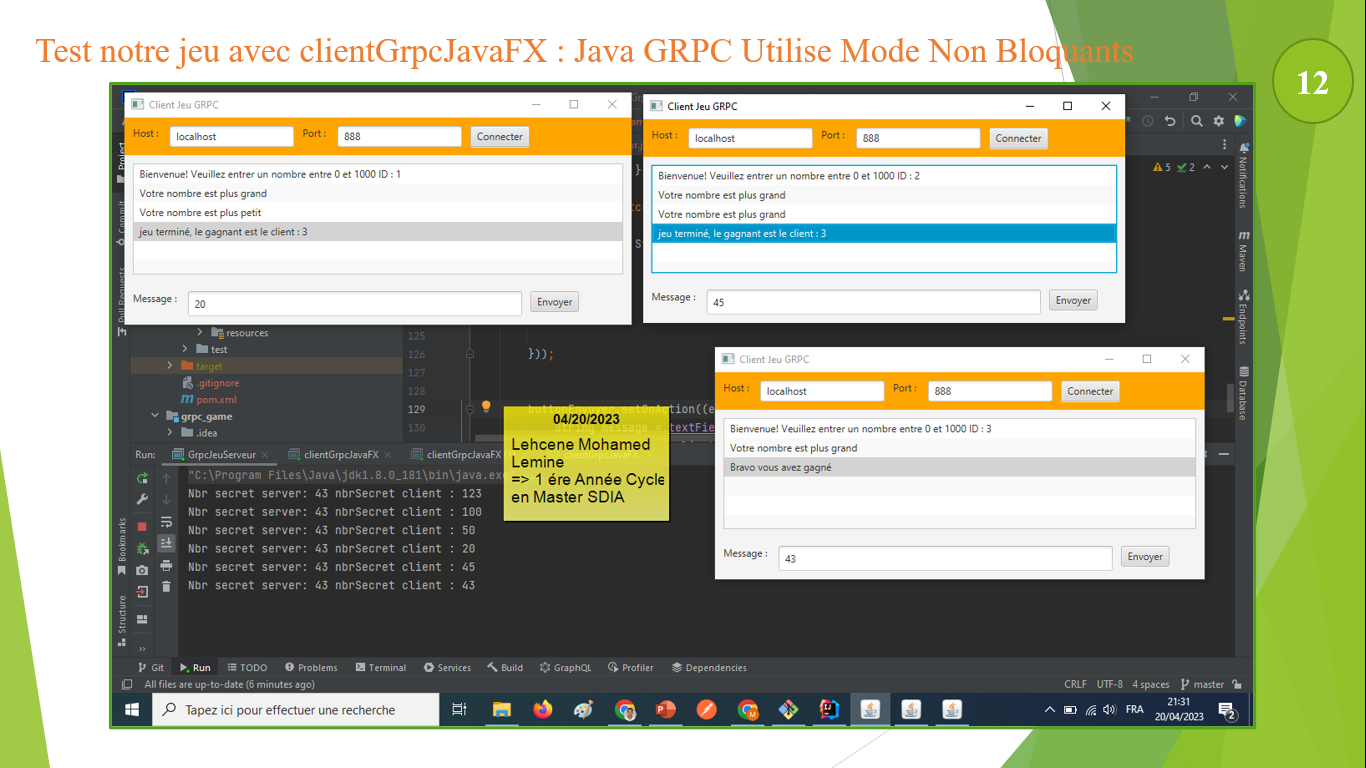 Test notre jeu avec clientGrpcJavaFX : Java GRPC Utilise Mode Non Bloquants
12
Client Jeu GRPC
Host : localhost Port : 888 Connecter
Bienvenue! Veuillez entrer un nombre entre 0 et 1000 ID : 1
Votre nombre est plus grand
Votre nombre est plus petit
jeu terminé, le gagnant est le client : 3
Message : 20 Envoyer
Client Jeu GRPC
Host : localhost Port : 888 Connecter
Bienvenue! Veuillez entrer un nombre entre 0 et 1000 ID : 2
Votre nombre est plus grand
Votre nombre est plus grand
jeu terminé, le gagnant est le client : 3
Message : 45 Envoyer
Client Jeu GRPC
Host : localhost Port : 888 Connecter
Bienvenue! Veuillez entrer un nombre entre 0 et 1000 ID : 3
Votre nombre est plus grand
Bravo vous avez gagné
Message : 43 Envoyer
5 2
Notifications
Maven
Endpoints
Database
Project
Commit
Pull Requests
resources
test
target
.gitignore
pom.xml
grpc_game
.idea
125
126 }));
127
128
129
130 String message = textFie
04/20/2023
Lehcene Mohamed
Lemine
=> 1 ére Année Cycle
en Master SDIA
Run: GrpcJeuServeur clientGrpcJavaFX clientGrpcJavaFX
"C:\Program Files\Java\jdk1.8.0_181\bin\java.exe
Nbr secret server: 43 nbrSecret client : 123
Nbr secret server: 43 nbrSecret client : 100
Nbr secret server: 43 nbrSecret client : 50
Nbr secret server: 43 nbrSecret client : 20
Nbr secret server: 43 nbrSecret client : 45
Nbr secret server: 43 nbrSecret client : 43
Bookmarks
Structure
Git Run TODO Problems Terminal Services Build GraphQL Profiler Dependencies
All files are up-to-date (6 minutes ago) CRLF UTF-8 4 spaces master
Tapez ici pour effectuer une recherche
FRA
21:31
20/04/2023
2